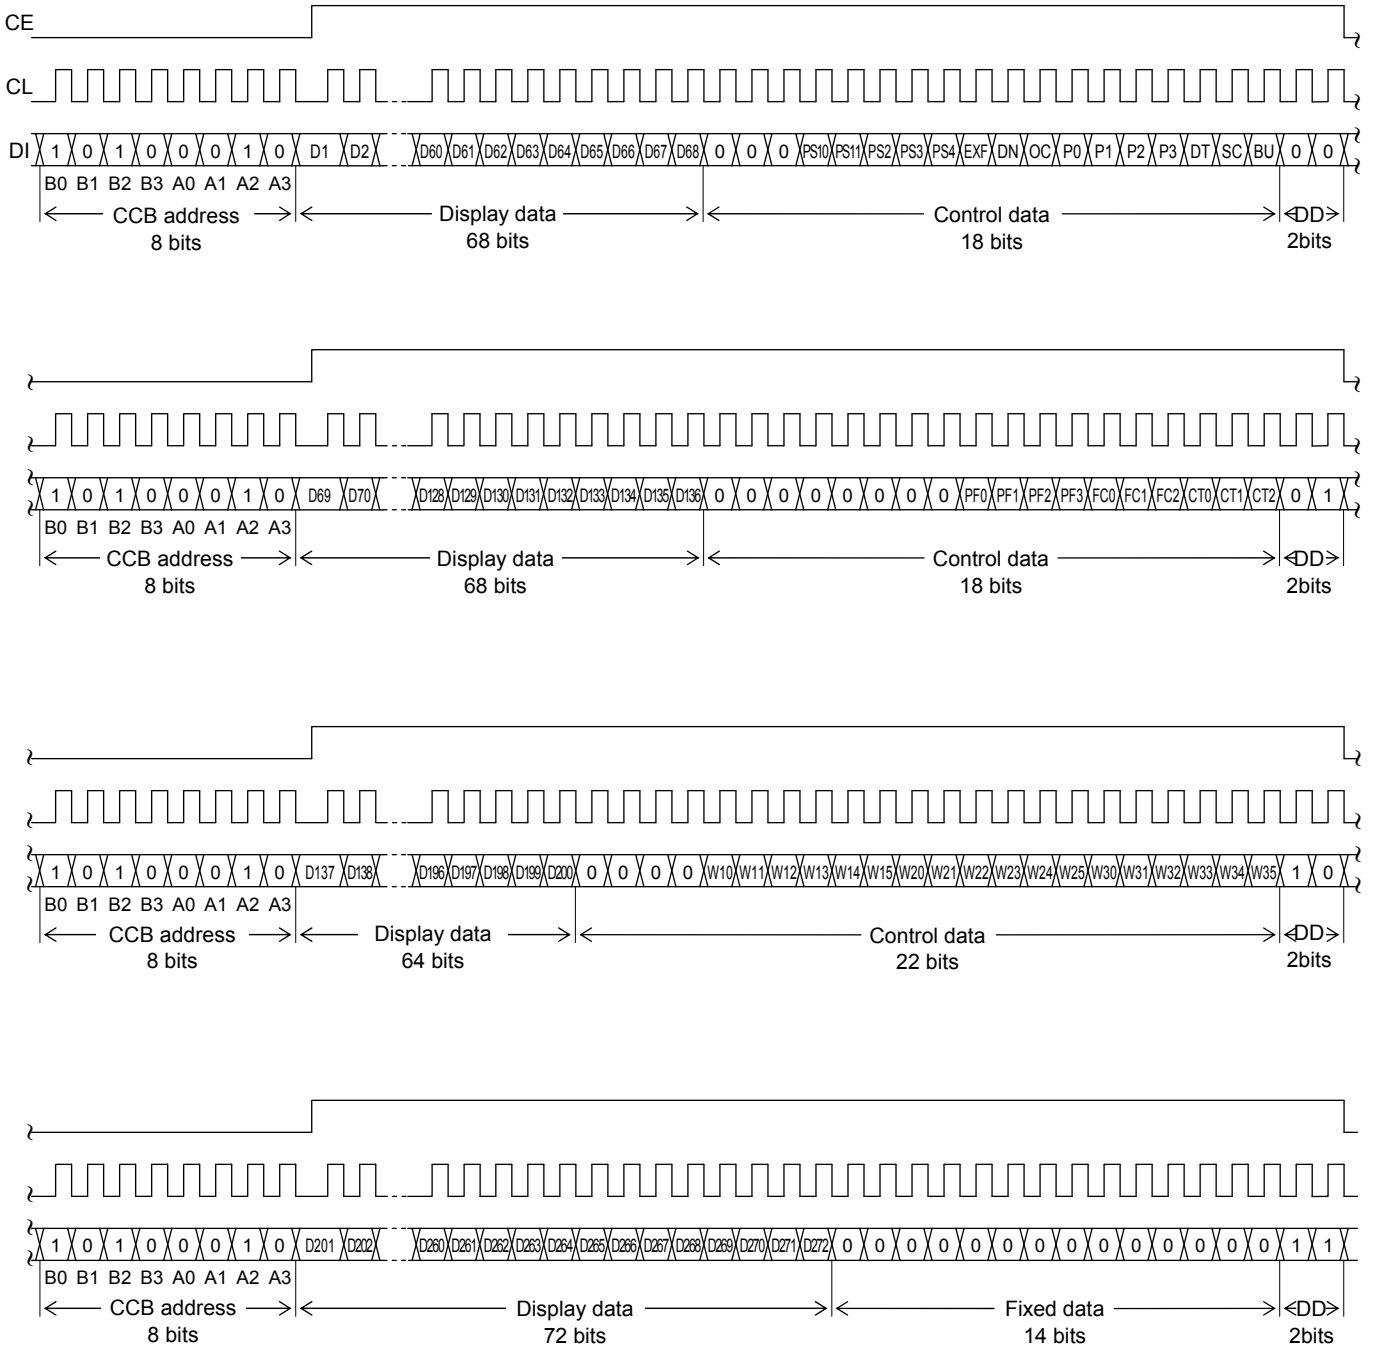 CE
CL
DI 1 0 1 0 0 0 1 0 D1 D2 D60 D61 D62 D63 D64 D65 D66 D67 D68 0 0 0 PS10 PS11 PS2 PS3 PS4 EXF DN OC P0 P1 P2 P3 DT SC BU 0 0
B0 B1 B2 B3 A0 A1 A2 A3
CCB address Display data Control data DD
8 bits 68 bits 18 bits 2bits
1 0 1 0 0 0 1 0 D69 D70 D128 D129 D130 D131 D132 D133 D134 D135 D136 0 0 0 0 0 0 0 0 PF0 PF1 PF2 PF3 FC0 FC1 FC2 CT0 CT1 CT2 0 1
B0 B1 B2 B3 A0 A1 A2 A3
CCB address Display data Control data DD
8 bits 68 bits 18 bits 2bits
1 0 1 0 0 0 1 0 D137 D138 D196 D197 D198 D199 D200 0 0 0 0 W10 W11 W12 W13 W14 W15 W20 W21 W22 W23 W24 W25 W30 W31 W32 W33 W34 W35 1 0
B0 B1 B2 B3 A0 A1 A2 A3
CCB address Display data Control data DD
8 bits 64 bits 22 bits 2bits
1 0 1 0 0 0 1 0 D201 D202 D260 D261 D262 D263 D264 D265 D266 D267 D268 D269 D270 D271 D272 0 0 0 0 0 0 0 0 0 0 0 0 0 0 1 1
B0 B1 B2 B3 A0 A1 A2 A3
CCB address Display data Fixed data DD
8 bits 72 bits 14 bits 2bits